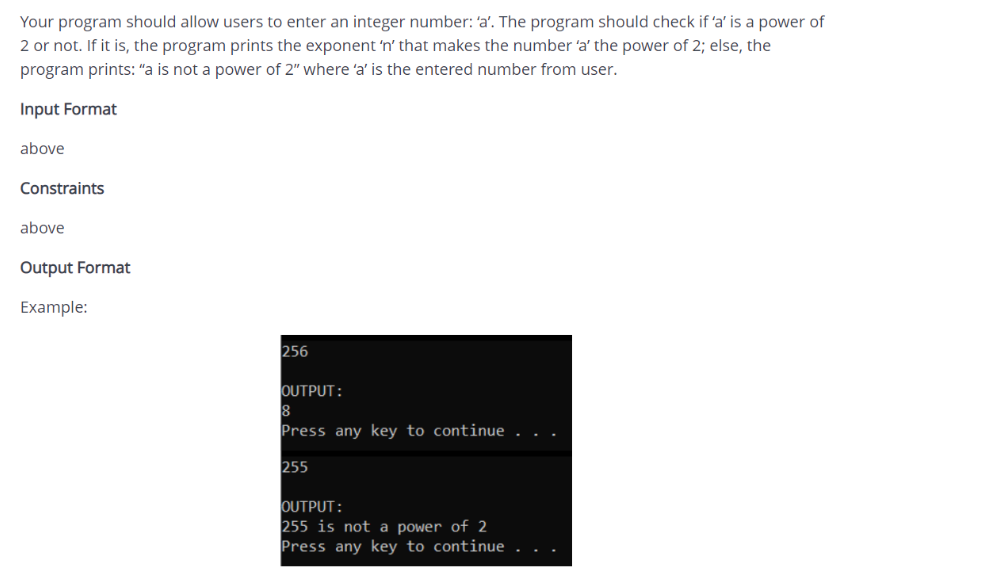 Your program should allow users to enter an integer number: ‘a’. The program should check if ‘a’ is a power of
2 or not. If it is, the program prints the exponent ‘n’ that makes the number ‘a’ the power of 2; else, the
program prints: “a is not a power of 2” where ‘a’ is the entered number from user.
Input Format
above
Constraints
above
Output Format
Example:
256
OUTPUT:
8
Press any key to continue . . .
255
OUTPUT:
255 is not a power of 2
Press any key to continue . . .